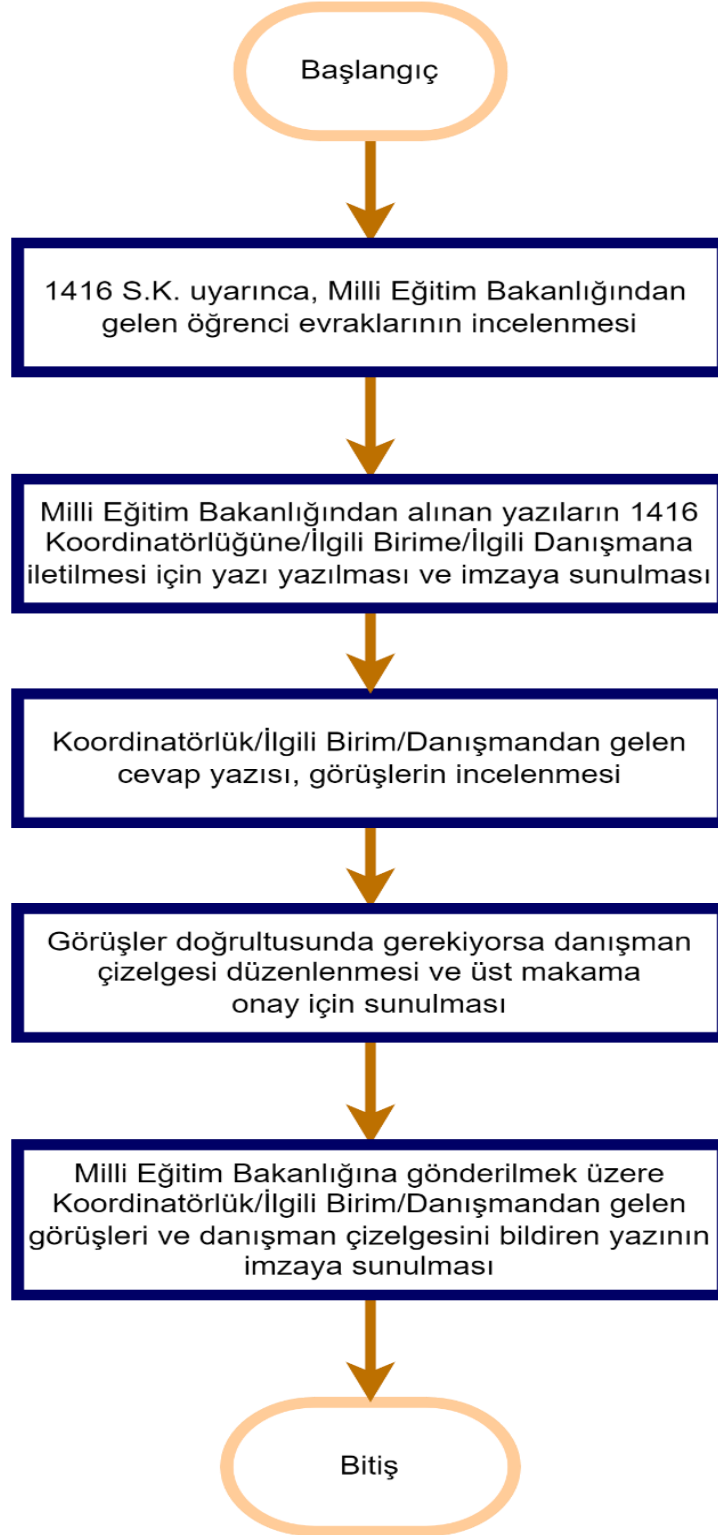 Başlangıç
1416 S.K. uyarınca, Milli Eğitim Bakanlığından
gelen öğrenci evraklarının incelenmesi
Milli Eğitim Bakanlığından alınan yazıların 1416
Koordinatörlüğüne/İlgili Birime/İlgili Danışmana
iletilmesi için yazı yazılması ve imzaya sunulması
Koordinatörlük/İlgili Birim/Danışmandan gelen
cevap yazısı, görüşlerin incelenmesi
Görüşler doğrultusunda gerekiyorsa danışman
çizelgesi düzenlenmesi ve üst makama
onay için sunulması
Milli Eğitim Bakanlığına gönderilmek üzere
Koordinatörlük/İlgili Birim/Danışmandan gelen
görüşleri ve danışman çizelgesini bildiren yazının
imzaya sunulması
Bitiş